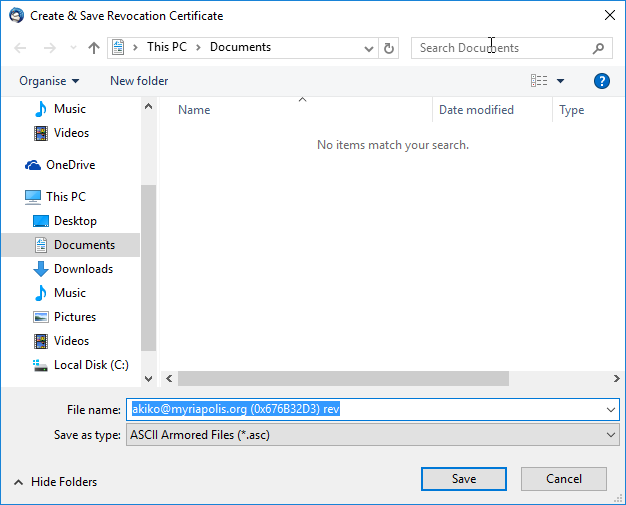 Create & Save Revocation Certificate
This PC > Documents
Search Documents
Organise
New folder
?
Name
Date modified
Type
No items match your search.
Music
Videos
OneDrive
This PC
Desktop
Documents
Downloads
Music
Pictures
Videos
Local Disk (C:)
File name: akiko@myriapolis.org (0x676B32D3) rev
Save as type: ASCII Armored Files (*.asc)
Hide Folders
Save
Cancel